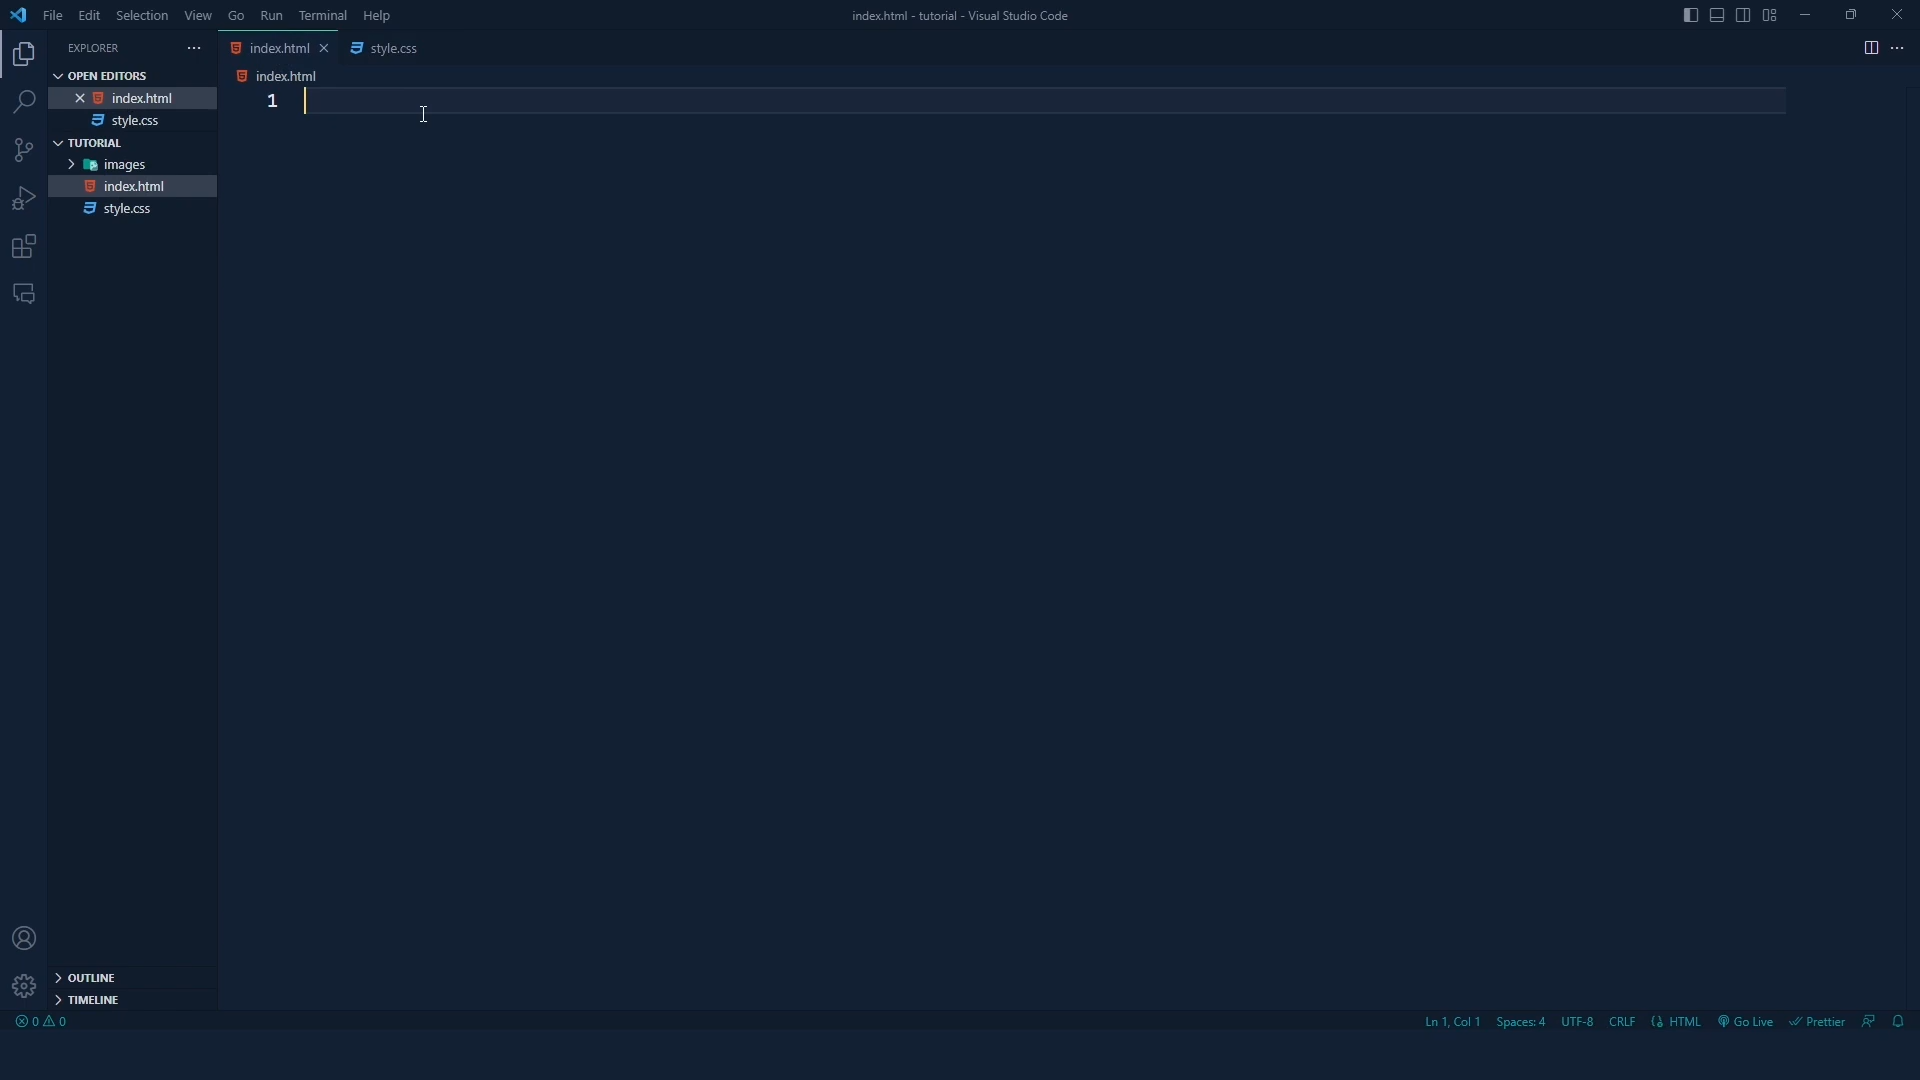 File Edit Selection View Go Run Terminal Help index.html - tutorial - Visual Studio Code
EXPLORER
index.html
style.css
OPEN EDITORS
index.html
index.html
1
style.css
TUTORIAL
images
index.html
style.css
OUTLINE
TIMELINE
0 0 Ln 1, Col 1 Spaces: 4 UTF-8 CRLF HTML Go Live Prettier